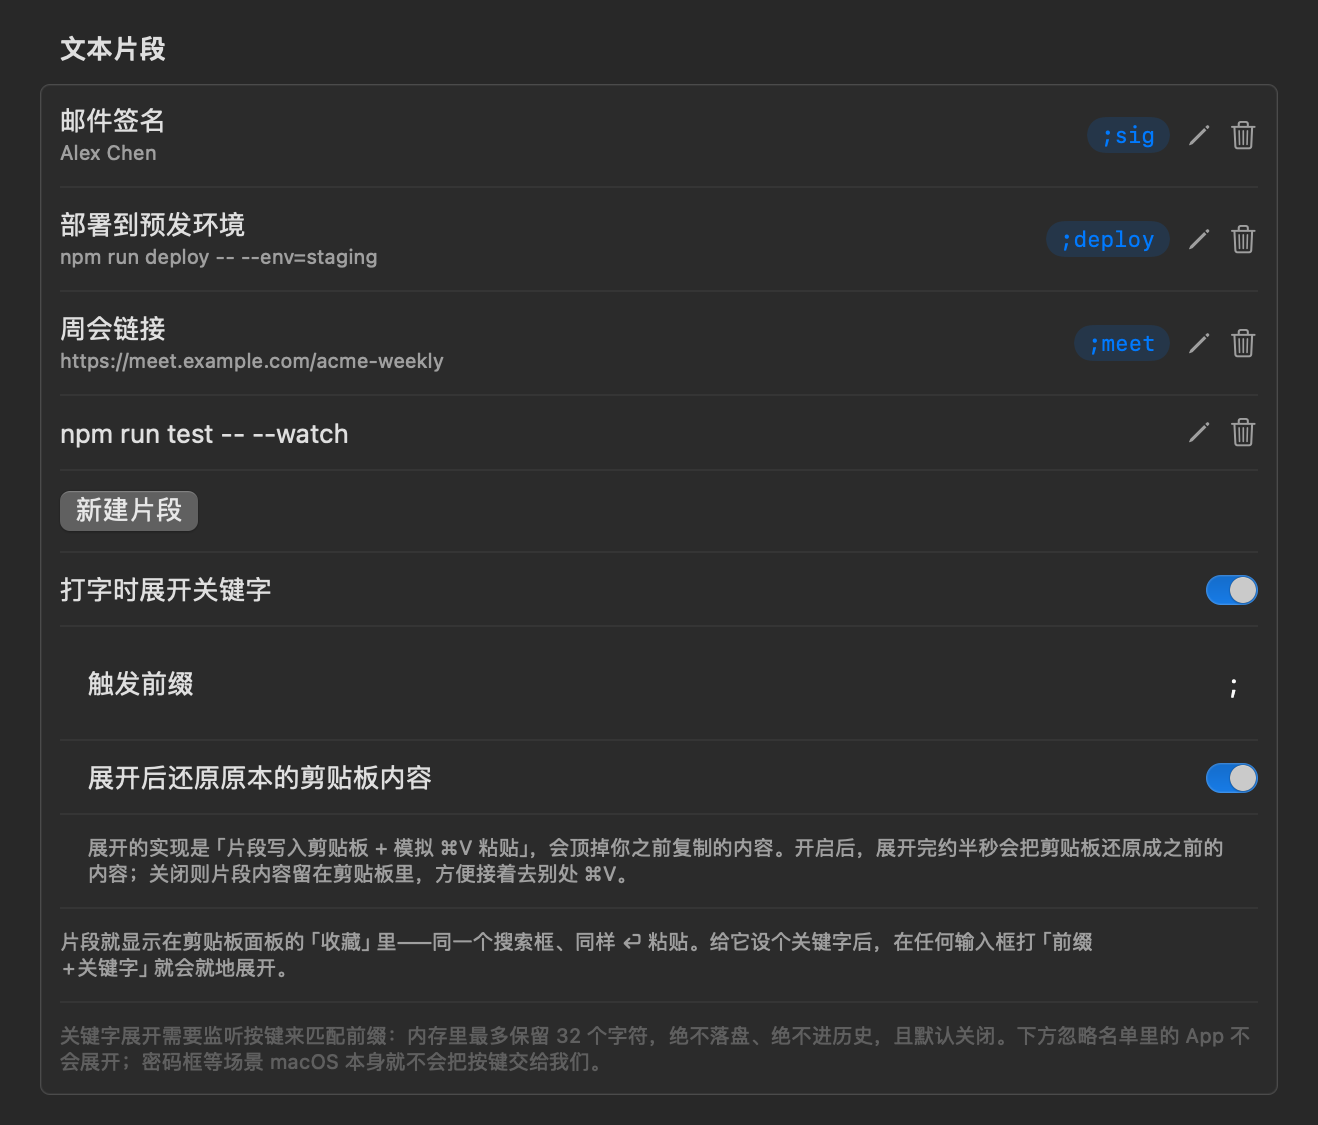 文本片段
邮件签名
Alex Chen
;sig
部署到预发环境
npm run deploy -- --env=staging
;deploy
周会链接
https://meet.example.com/acme-weekly
;meet
npm run test -- --watch
新建片段
打字时展开关键字
触发前缀
;
展开后还原原本的剪贴板内容
展开的实现是「片段写入剪贴板 + 模拟 ⌘V 粘贴」，会顶掉你之前复制的内容。开启后，展开完约半秒会把剪贴板还原成之前的
内容；关闭则片段内容留在剪贴板里，方便接着去别处 ⌘V。
片段就显示在剪贴板面板的「收藏」里——同一个搜索框、同样 ⏎ 粘贴。给它设个关键字后，在任何输入框打「前缀
+关键字」就会就地展开。
关键字展开需要监听按键来匹配前缀：内存里最多保留 32 个字符，绝不落盘、绝不进历史，且默认关闭。下方忽略名单里的 App 不
会展开；密码框等场景 macOS 本身就不会把按键交给我们。